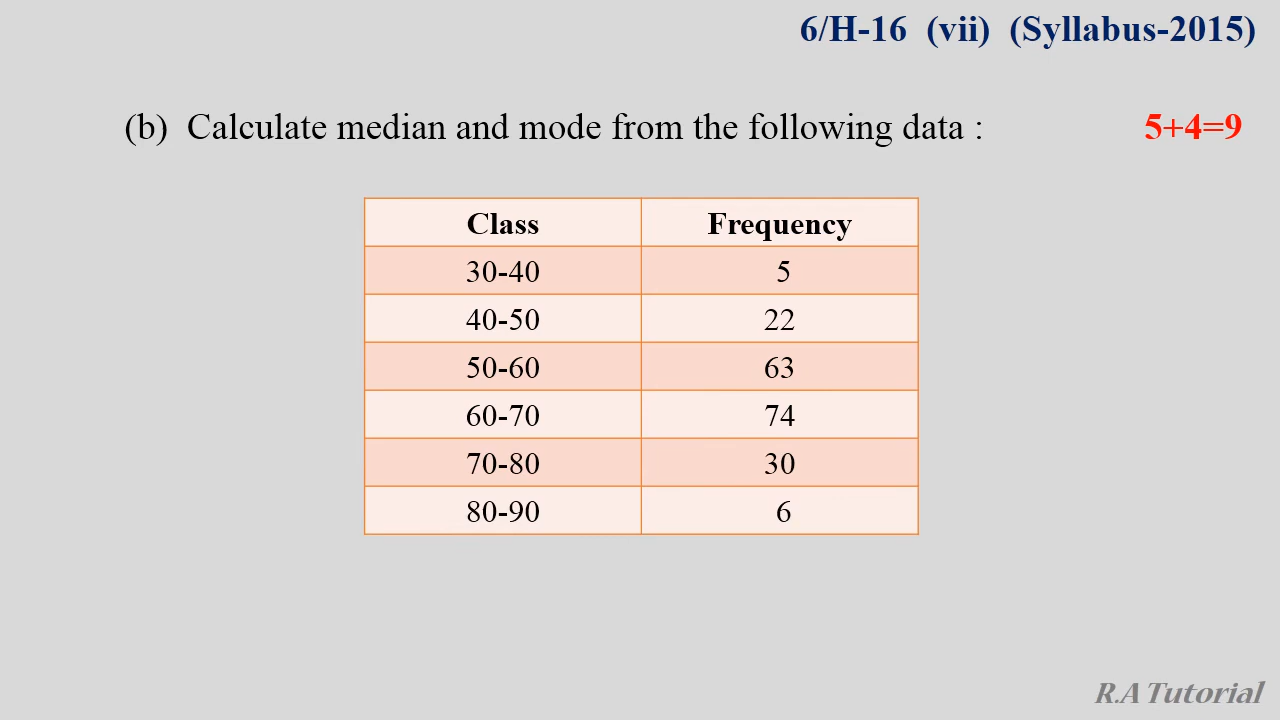 6/H-16 (vii) (Syllabus-2015)
(b) Calculate median and mode from the following data : 5+4=9
Class Frequency
30-40 5
40-50 22
50-60 63
60-70 74
70-80 30
80-90 6
R.A Tutorial